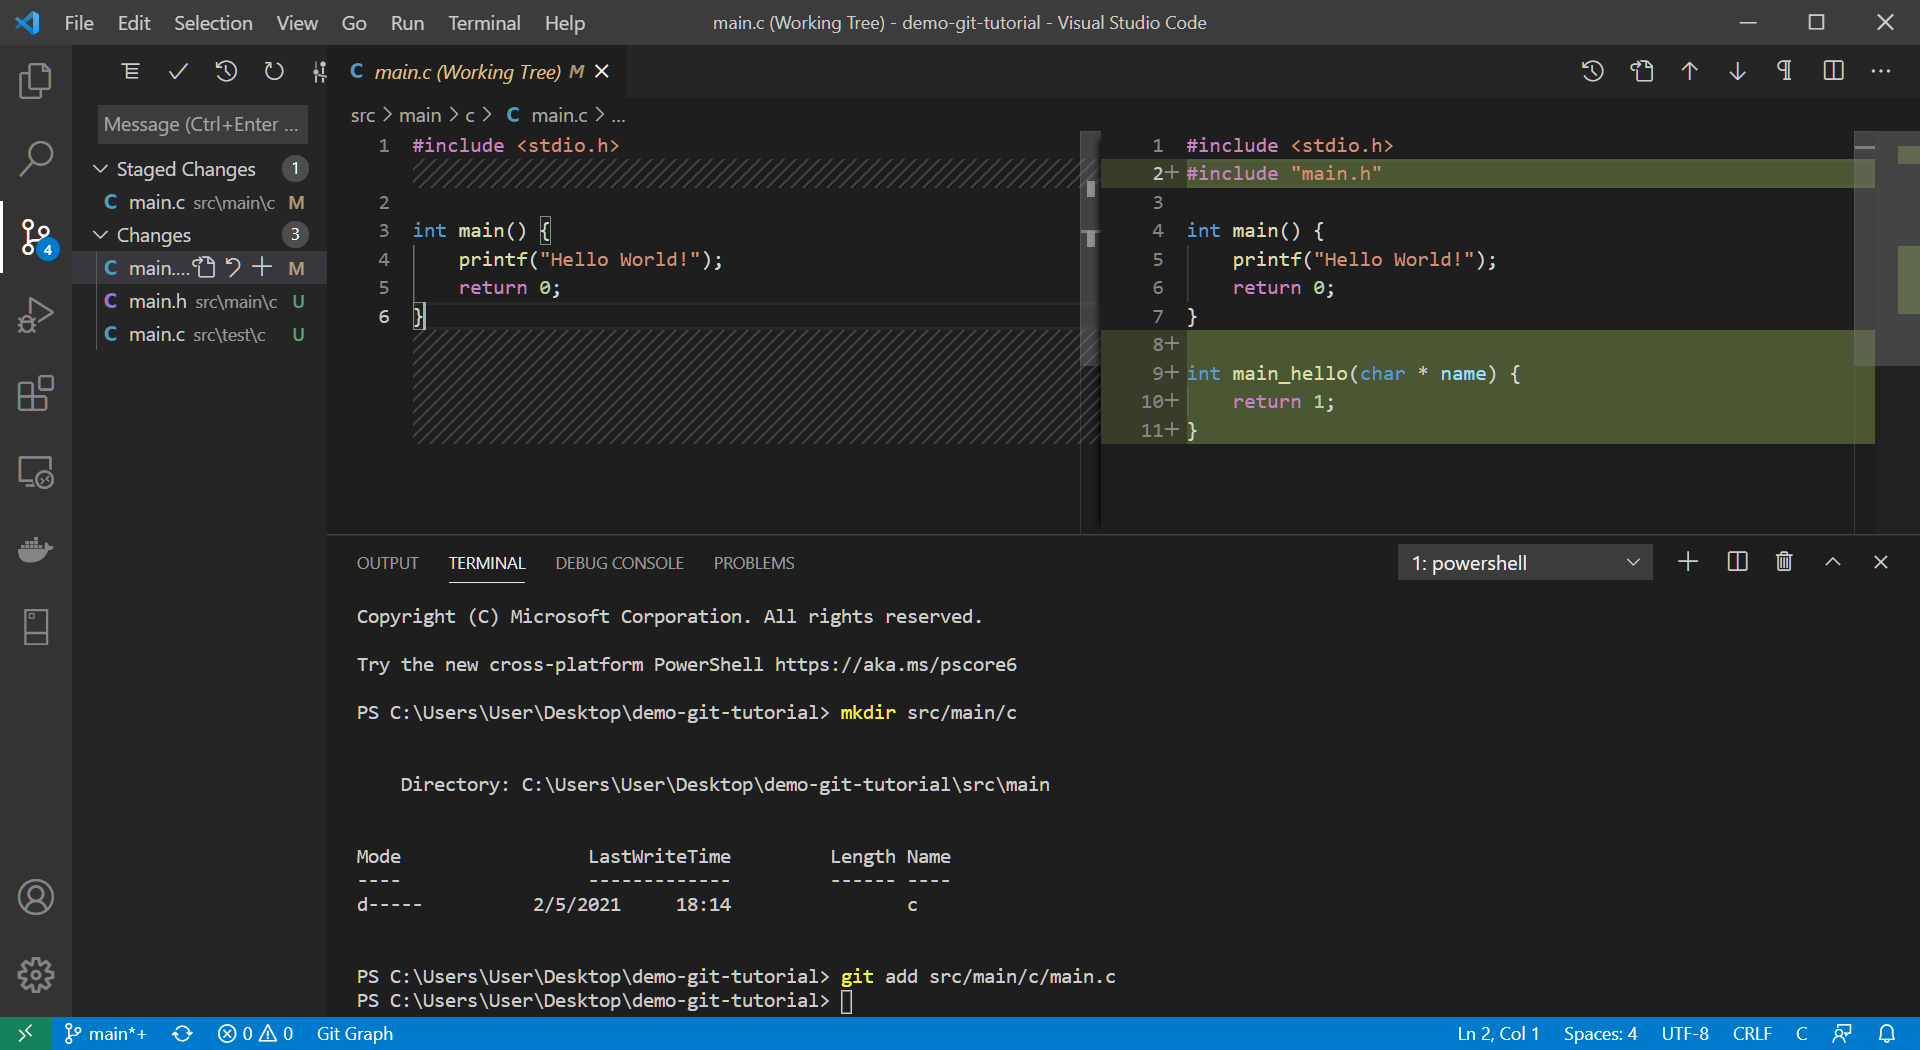 File Edit Selection View Go Run Terminal Help
main.c (Working Tree) - demo-git-tutorial - Visual Studio Code
main.c (Working Tree) M
Message (Ctrl+Enter ...
Staged Changes 1
C main.c src\main\c M
Changes 3
C main.... M
C main.h src\main\c U
C main.c src\test\c U
4
src > main > c > C main.c > ...
1 #include <stdio.h>
2
3 int main() {
4 printf("Hello World!");
5 return 0;
6 }
1 #include <stdio.h>
2+ #include "main.h"
3
4 int main() {
5 printf("Hello World!");
6 return 0;
7 }
8+
9+ int main_hello(char * name) {
10+ return 1;
11+ }
OUTPUT TERMINAL DEBUG CONSOLE PROBLEMS
1: powershell
Copyright (C) Microsoft Corporation. All rights reserved.
Try the new cross-platform PowerShell https://aka.ms/pscore6
PS C:\Users\User\Desktop\demo-git-tutorial> mkdir src/main/c
Directory: C:\Users\User\Desktop\demo-git-tutorial\src\main
Mode LastWriteTime Length Name
---- ------------- ------ ----
d----- 2/5/2021 18:14 c
PS C:\Users\User\Desktop\demo-git-tutorial> git add src/main/c/main.c
PS C:\Users\User\Desktop\demo-git-tutorial>
main*+ 0 0 Git Graph
Ln 2, Col 1 Spaces: 4 UTF-8 CRLF C